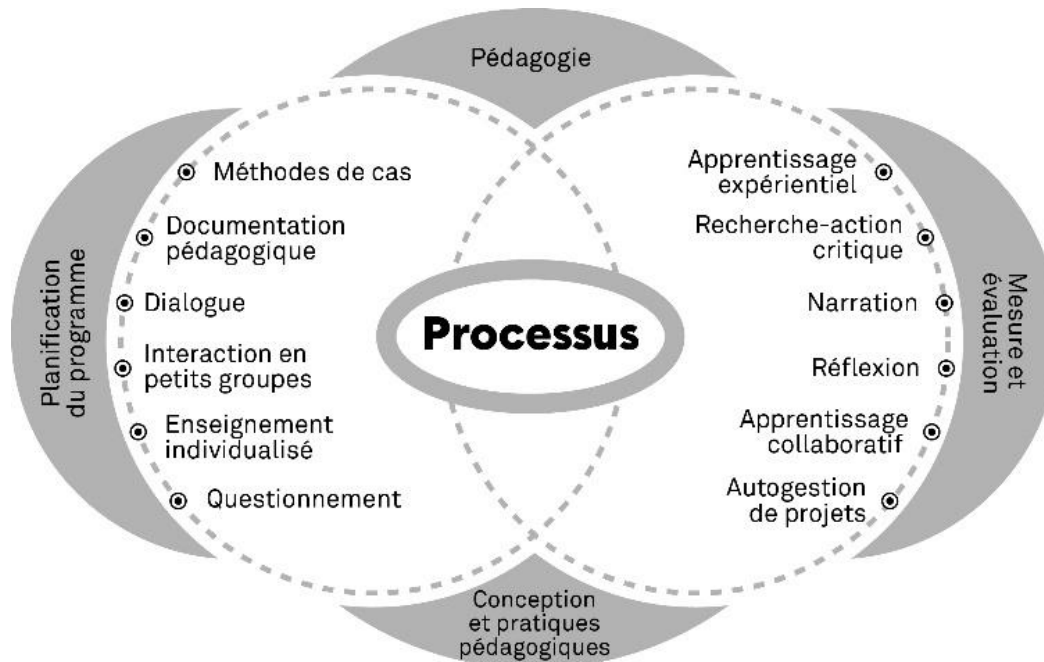 Pédagogie
Planification
du programme
Méthodes de cas
Documentation
pédagogique
Dialogue
Interaction en
petits groupes
Enseignement
individualisé
Questionnement
Processus
Apprentissage
expérientiel
Recherche-action
critique
Narration
Réflexion
Apprentissage
collaboratif
Autogestion
de projets
Mesure et
évaluation
Conception
et pratiques
pédagogiques